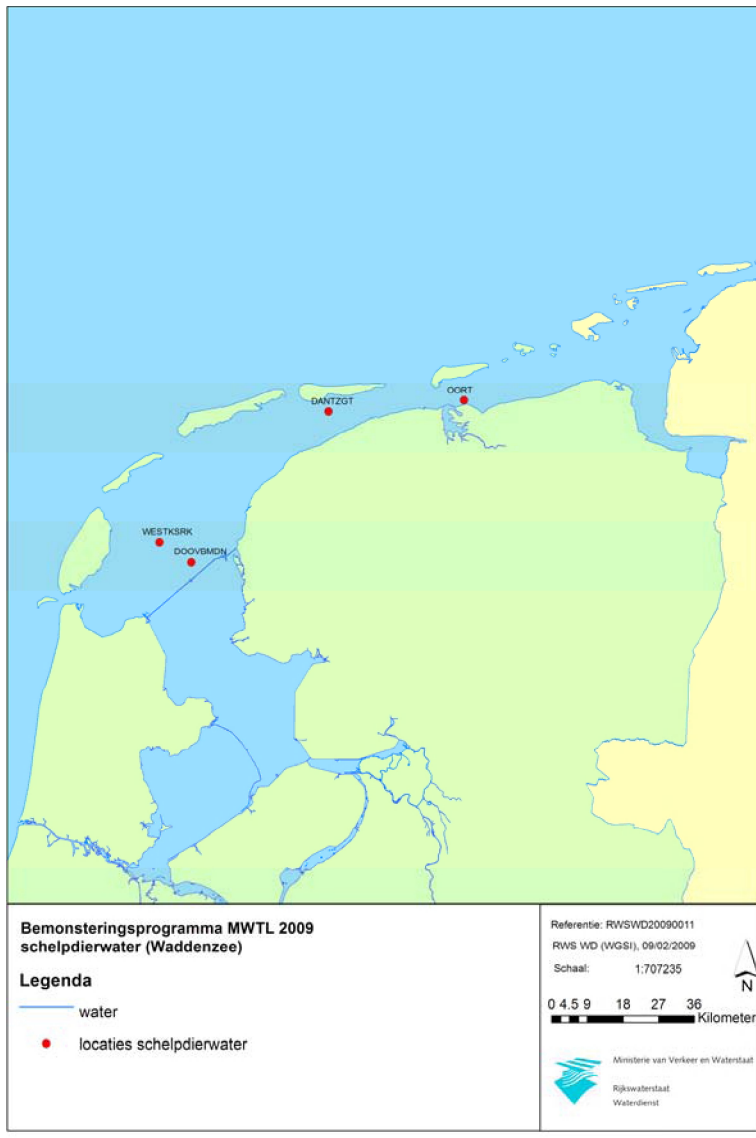 OORT
DANTZGT
WESTKSRK
DOOVBMDN
Bemonsteringsprogramma MWTL 2009
schelpdierwater (Waddenzee)
Legenda
water
locaties schelpdierwater
Referentie: RWSWD20090011
RWS WD (WGSI), 09/02/2009
Schaal: 1:707235
N
0 4.5 9 18 27 36
Kilometer
Ministerie van Verkeer en Waterstaat
Rijkswaterstaat
Waterdienst